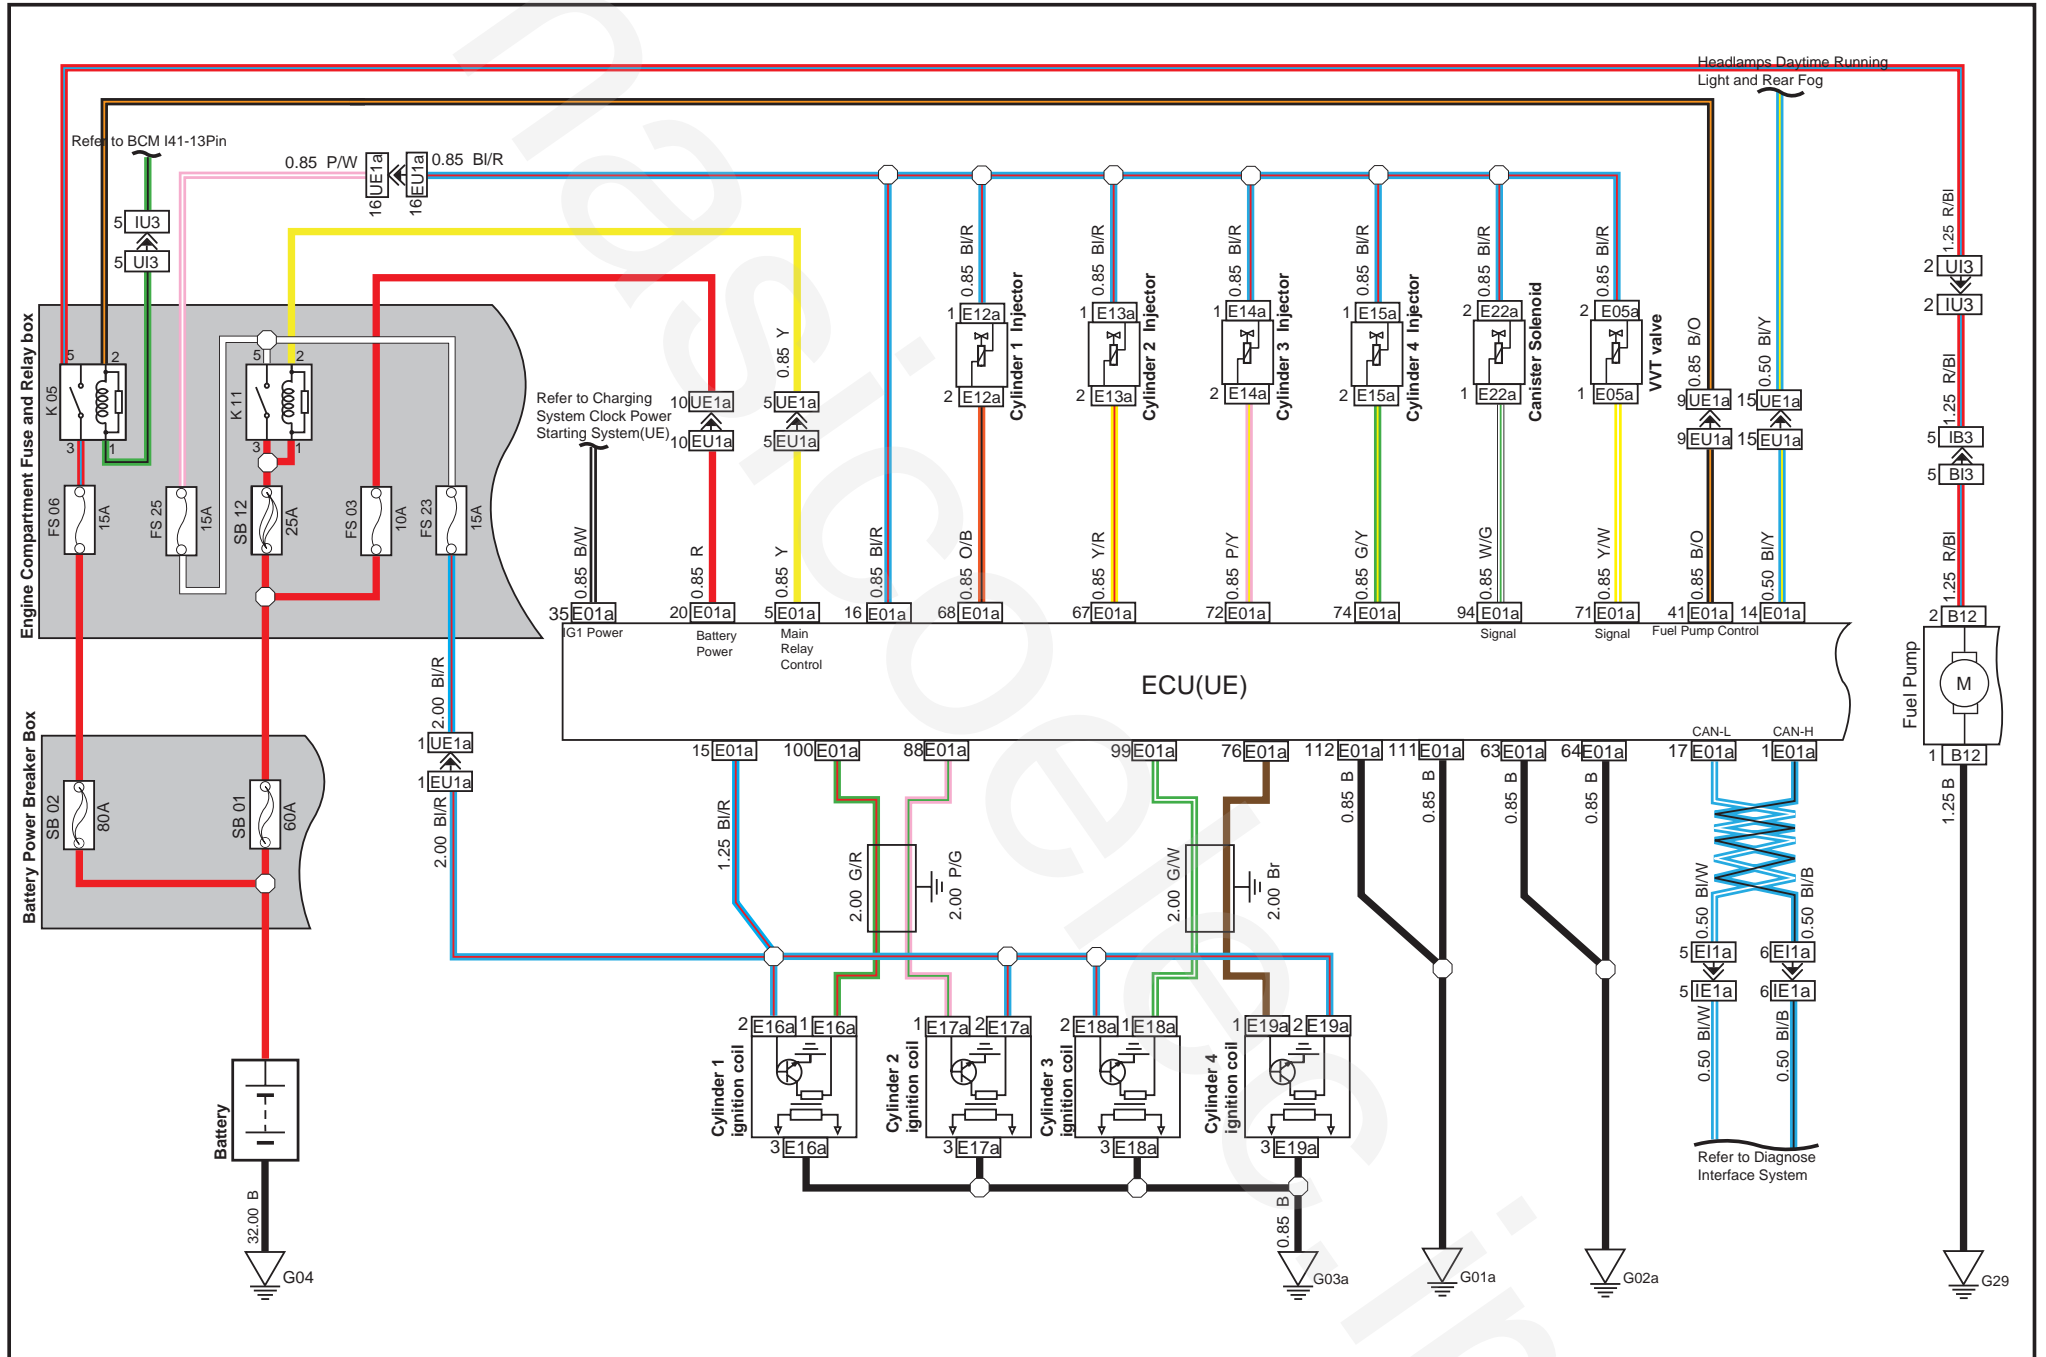 Headlamps Daytime Running
Light and Rear Fog
Refer to BCM I41-13Pin
0.85 P/W
16 UE1a
16 EU1a
0.85 Bl/R
5 IU3
5 UI3
1.25 R/Bl
2 UI3
2 IU3
0.85 Bl/R
0.85 Bl/R
0.85 Bl/R
0.85 Bl/R
0.85 Bl/R
0.85 Bl/R
1 E12a
1 E13a
1 E14a
1 E15a
2 E22a
2 E05a
Cylinder 1 Injector
Cylinder 2 Injector
Cylinder 3 Injector
Cylinder 4 Injector
Canister Solenoid
VVT valve
2 E12a
2 E13a
2 E14a
2 E15a
1 E22a
1 E05a
Engine Compartment Fuse and Relay box
5
2
K 05
3
1
5
2
K 11
3
1
0.85 Y
0.85 B/O
0.50 Bl/Y
1.25 R/Bl
Refer to Charging
System Clock Power
Starting System(UE)
10 UE1a
10 EU1a
5 UE1a
5 EU1a
9 UE1a
9 EU1a
15 UE1a
15 EU1a
5 IB3
5 BI3
FS 06
15A
FS 25
15A
SB 12
25A
FS 03
10A
FS 23
15A
0.85 B/W
0.85 R
0.85 Y
0.85 Bl/R
0.85 O/B
0.85 Y/R
0.85 P/Y
0.85 G/Y
0.85 W/G
0.85 Y/W
0.85 B/O
0.50 Bl/Y
1.25 R/Bl
35 E01a
20 E01a
5 E01a
16 E01a
68 E01a
67 E01a
72 E01a
74 E01a
94 E01a
71 E01a
41 E01a
14 E01a
2 B12
IG1 Power
Battery
Power
Main
Relay
Control
Signal
Signal
Fuel Pump Control
ECU(UE)
Fuel Pump
M
1 B12
1.25 B
2.00 Bl/R
1 UE1a
1 EU1a
2.00 Bl/R
Battery Power Breaker Box
SB 02
80A
SB 01
60A
CAN-L
CAN-H
15 E01a
100 E01a
88 E01a
99 E01a
76 E01a
112 E01a
111 E01a
63 E01a
64 E01a
17 E01a
1 E01a
1.25 Bl/R
2.00 G/R
2.00 P/G
2.00 G/W
2.00 Br
0.85 B
0.85 B
0.85 B
0.85 B
0.50 Bl/W
0.50 Bl/B
5 EI1a
5 IE1a
6 EI1a
6 IE1a
0.50 Bl/W
0.50 Bl/B
2 E16a
1 E16a
1 E17a
2 E17a
2 E18a
1 E18a
1 E19a
2 E19a
Cylinder 1
ignition coil
Cylinder 2
ignition coil
Cylinder 3
ignition coil
Cylinder 4
ignition coil
3 E16a
3 E17a
3 E18a
3 E19a
Refer to Diagnose
Interface System
Battery
32.00 B
0.85 B
G04
G03a
G01a
G02a
G29
nasicoelec.ir